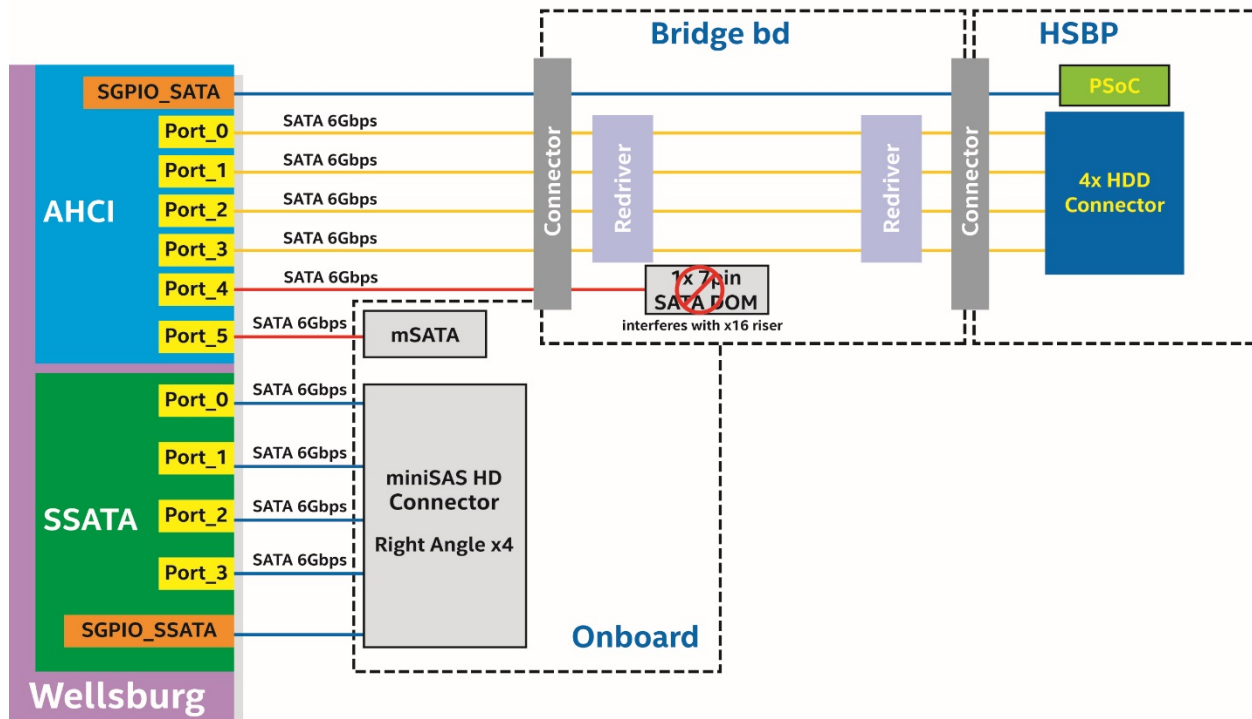 Bridge bd
HSBP
SGPIO_SATA
PSoC
Port_0
SATA 6Gbps
Port_1
SATA 6Gbps
AHCI
Port_2
SATA 6Gbps
Port_3
SATA 6Gbps
Port_4
SATA 6Gbps
Port_5
SATA 6Gbps
Connector
Redriver
Redriver
Connector
4x HDD
Connector
1x 7pin
SATA DOM
interferes with x16 riser
mSATA
Port_0
SATA 6Gbps
Port_1
SATA 6Gbps
SSATA
Port_2
SATA 6Gbps
Port_3
SATA 6Gbps
SGPIO_SSATA
miniSAS HD
Connector
Right Angle x4
Onboard
Wellsburg